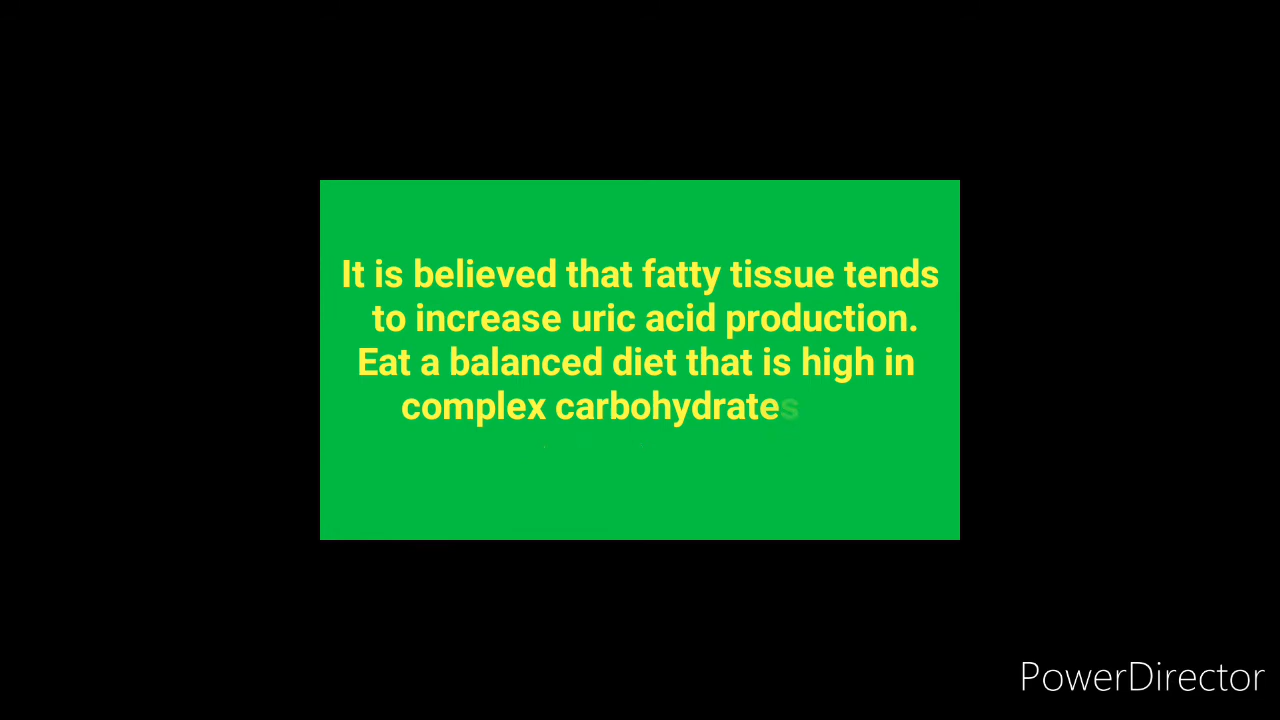 It is believed that fatty tissue tends
to increase uric acid production.
Eat a balanced diet that is high in
complex carbohydrates
PowerDirector